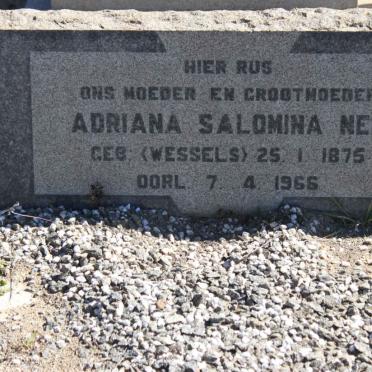 HIER RUS
ONS MOEDER EN GROOTMOEDER
ADRIANA SALOMINA NE
GEB. (WESSELS) 25. 1. 1875
OORL. 7. 4. 1966